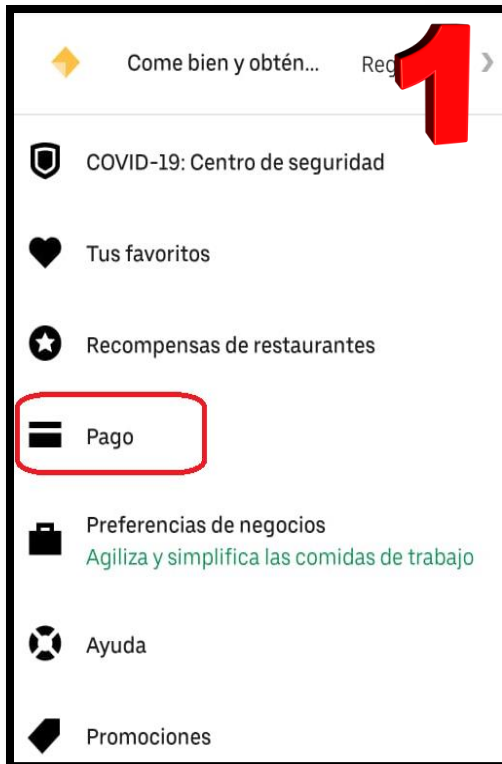 Come bien y obtén... Reg
1
COVID-19: Centro de seguridad
Tus favoritos
Recompensas de restaurantes
Pago
Preferencias de negocios
Agiliza y simplifica las comidas de trabajo
Ayuda
Promociones